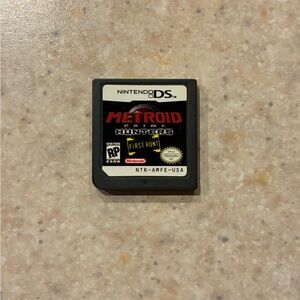 NINTENDO DS
METROID
PRIME
HUNTERS
FIRST HUNT
RP
Nintendo
NTR-AMFE-USA